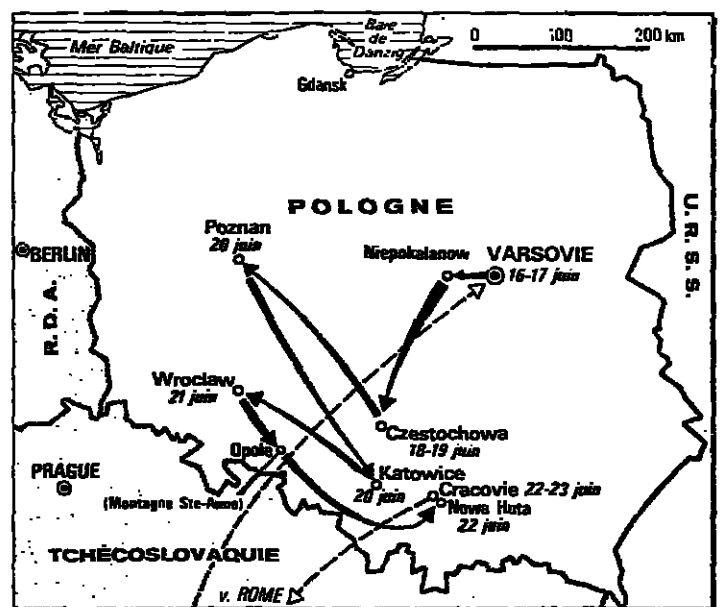 Mer Baltique
Baie
de
Danzig
0 100 200 km
Gdansk
POLOGNE
U.R.S.S.
Poznan
20 juin
Niepokalanow
VARSOVIE
16-17 juin
BERLIN
R.D.A.
Wroclaw
21 juin
Czestochowa
18-19 juin
Opole
Katowice
20 juin
PRAGUE
(Montagne Ste-Anne)
Cracovie 22-23 juin
Nowa Huta
22 juin
TCHÉCOSLOVAQUIE
v. ROME